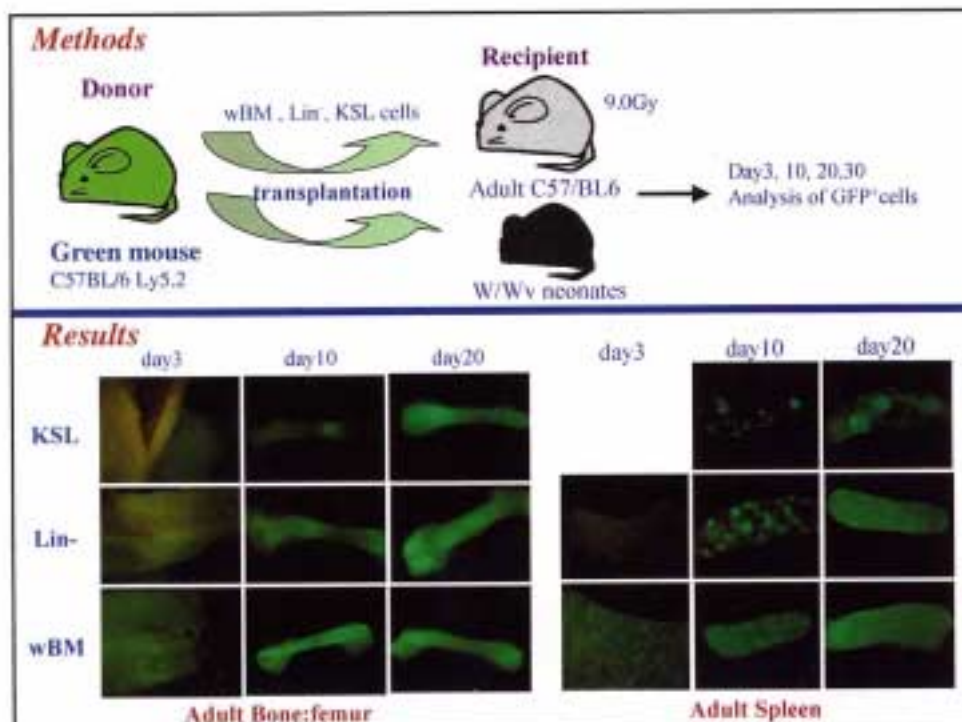 Methods
Donor
Recipient
wBM , Lin⁻, KSL cells
9.0Gy
transplantation
Adult C57/BL6
Day3, 10, 20.30
Analysis of GFP⁺cells
Green mouse
C57BL/6 Ly5.2
W/Wv neonates
Results
day3 day10 day20 day3 day10 day20
KSL
Lin-
wBM
Adult Bone:femur Adult Spleen